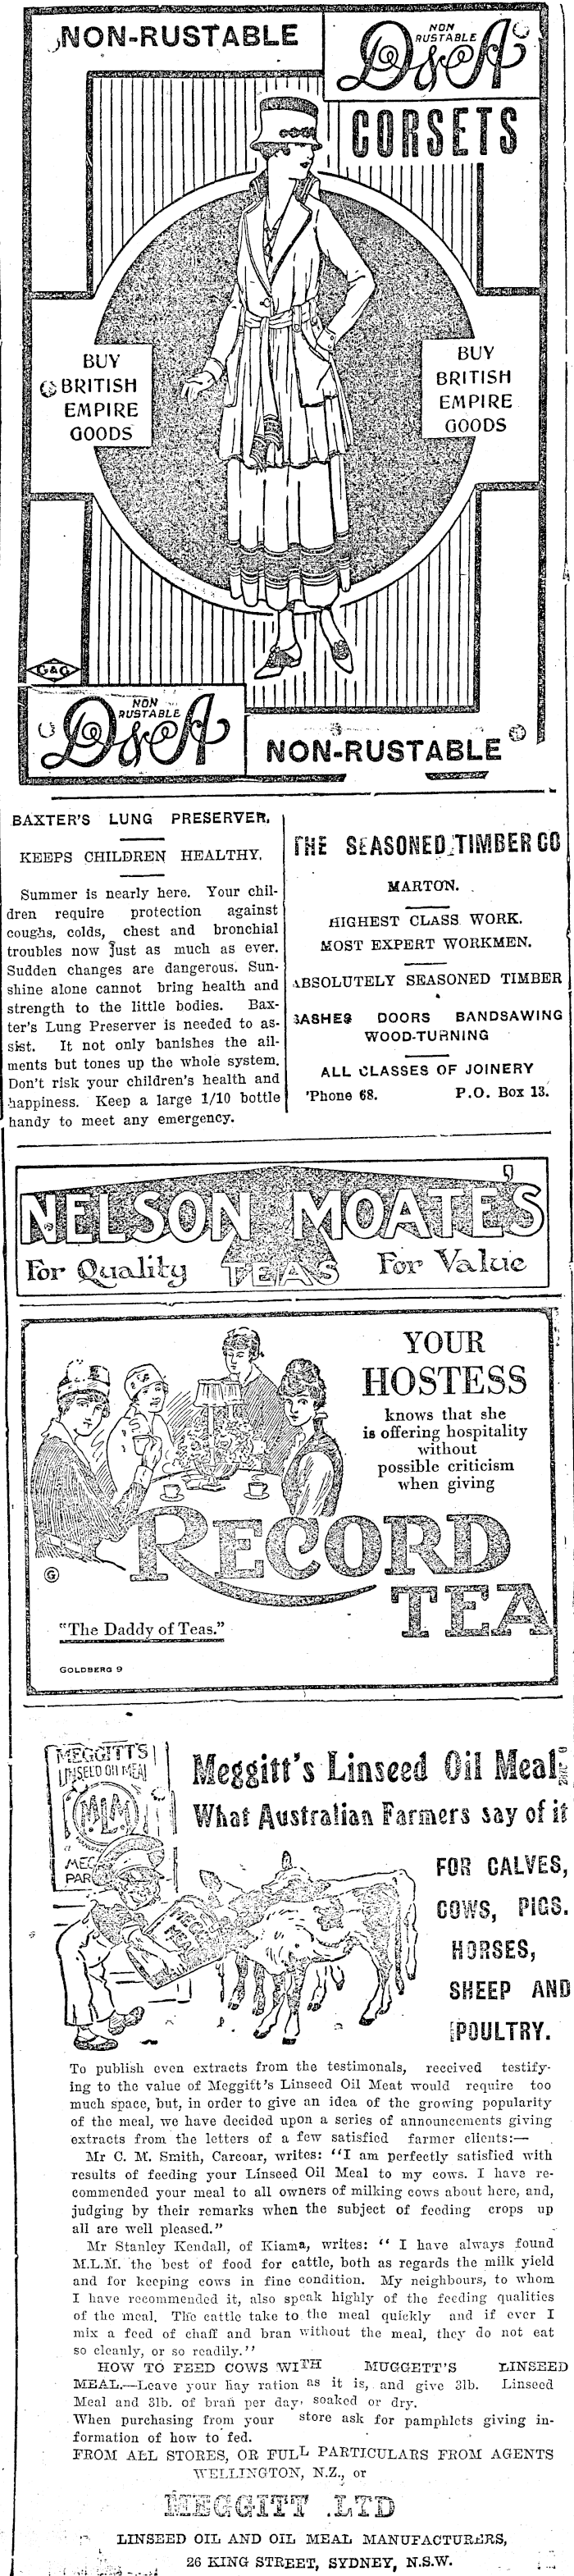 NON-RUSTABLE
NON
RUSTABLE
D&A
CORSETS
BUY
BRITISH
EMPIRE
GOODS
BUY
BRITISH
EMPIRE
GOODS
G&G
NON
RUSTABLE
D&A
NON-RUSTABLE
BAXTER'S LUNG PRESERVER.
KEEPS CHILDREN HEALTHY.
Summer is nearly here. Your chil-
dren require protection against
coughs, colds, chest and bronchial
troubles now just as much as ever.
Sudden changes are dangerous. Sun-
shine alone cannot bring health and
strength to the little bodies. Bax-
ter's Lung Preserver is needed to as-
sist. It not only banishes the ail-
ments but tones up the whole system.
Don't risk your children's health and
happiness. Keep a large 1/10 bottle
handy to meet any emergency.
THE SEASONED TIMBER CO
MARTON.
HIGHEST CLASS WORK.
MOST EXPERT WORKMEN.
ABSOLUTELY SEASONED TIMBER
SASHES DOORS BANDSAWING
WOOD-TURNING
ALL CLASSES OF JOINERY
'Phone 68. P.O. Box 13.
NELSON MOATE'S
For Quality TEAS For Value
YOUR
HOSTESS
knows that she
is offering hospitality
without
possible criticism
when giving
RECORD
TEA
"The Daddy of Teas."
GOLDBERG 9
MEGGITT'S
LINSEED OIL MEAL
MLM
MEG
PAR
MEGGITT
MEAL
Meggitt's Linseed Oil Meal
What Australian Farmers say of it
FOR CALVES,
COWS, PIGS.
HORSES,
SHEEP AND
POULTRY.
To publish even extracts from the testimonals, received testify-
ing to the value of Meggitt's Linseed Oil Meat would require too
much space, but, in order to give an idea of the growing popularity
of the meal, we have decided upon a series of announcements giving
extracts from the letters of a few satisfied farmer clients:—
Mr C. M. Smith, Carcoar, writes: "I am perfectly satisfied with
results of feeding your Linseed Oil Meal to my cows. I have re-
commended your meal to all owners of milking cows about here, and,
judging by their remarks when the subject of feeding crops up
all are well pleased."
Mr Stanley Kendall, of Kiama, writes: " I have always found
M.L.M. the best of food for cattle, both as regards the milk yield
and for keeping cows in fine condition. My neighbours, to whom
I have recommended it, also speak highly of the feeding qualities
of the meal. The cattle take to the meal quickly and if ever I
mix a feed of chaff and bran without the meal, they do not eat
so cleanly, or so readily."
HOW TO FEED COWS WITH MUGGETT'S LINSEED
MEAL.—Leave your hay ration as it is, and give 3lb. Linseed
Meal and 3lb. of bran per day, soaked or dry.
When purchasing from your store ask for pamphlets giving in-
formation of how to fed.
FROM ALL STORES, OR FULL PARTICULARS FROM AGENTS
WELLINGTON, N.Z., or
MEGGITT .LTD
LINSEED OIL AND OIL MEAL MANUFACTURERS,
26 KING STREET, SYDNEY, N.S.W.